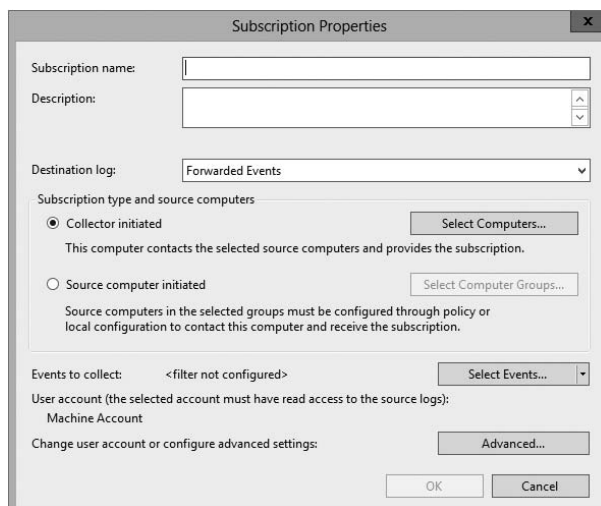 Subscription Properties
x
Subscription name:
Description:
Destination log: Forwarded Events
Subscription type and source computers
Collector initiated Select Computers...
This computer contacts the selected source computers and provides the subscription.
Source computer initiated Select Computer Groups...
Source computers in the selected groups must be configured through policy or
local configuration to contact this computer and receive the subscription.
Events to collect: <filter not configured> Select Events...
User account (the selected account must have read access to the source logs):
Machine Account
Change user account or configure advanced settings: Advanced...
OK Cancel